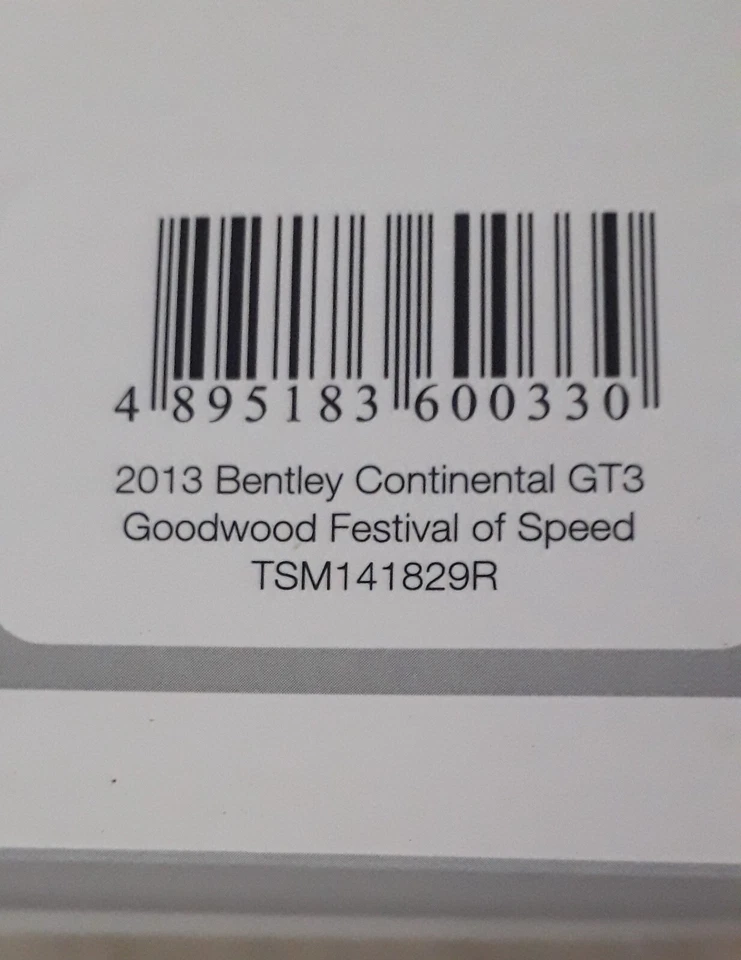 4 895183 600330
2013 Bentley Continental GT3
Goodwood Festival of Speed
TSM141829R